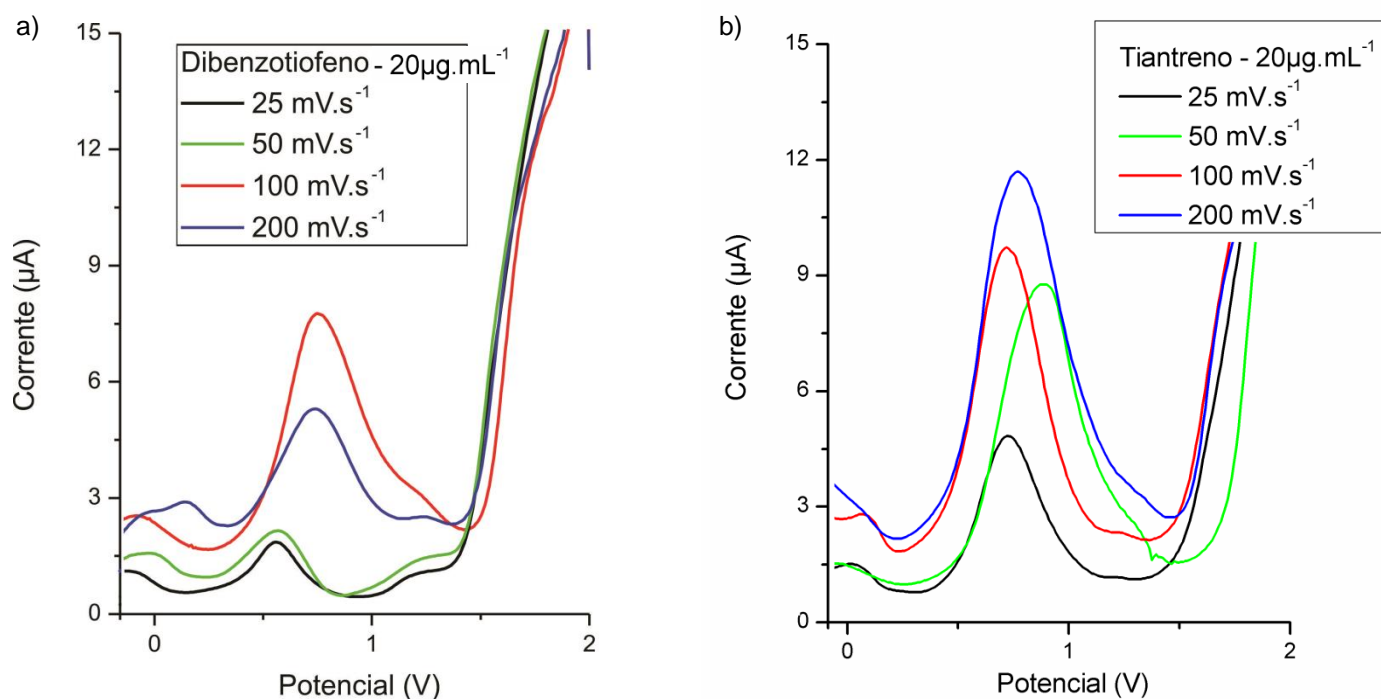 a)
15
12
9
6
3
0
Corrente (µA)
Dibenzotiofeno - 20µg.mL⁻¹
25 mV.s⁻¹
50 mV.s⁻¹
100 mV.s⁻¹
200 mV.s⁻¹
0 1 2
Potencial (V)
b)
15
12
9
6
3
0
Corrente (µA)
Tiantreno - 20µg.mL⁻¹
25 mV.s⁻¹
50 mV.s⁻¹
100 mV.s⁻¹
200 mV.s⁻¹
0 1 2
Potencial (V)